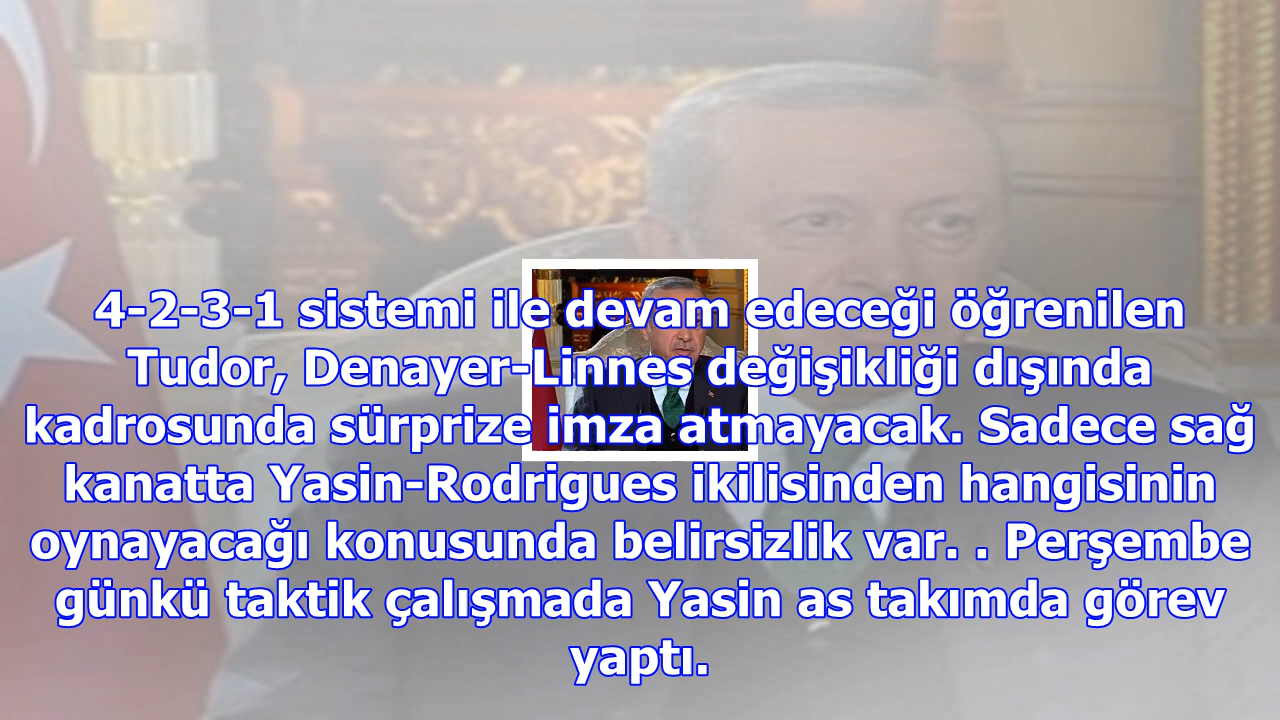 4-2-3-1 sistemi ile devam edeceği öğrenilen
Tudor, Denayer-Linnes değişikliği dışında
kadrosunda sürprize imza atmayacak. Sadece sağ
kanatta Yasin-Rodrigues ikilisinden hangisinin
oynayacağı konusunda belirsizlik var. . Perşembe
günkü taktik çalışmada Yasin as takımda görev
yaptı.